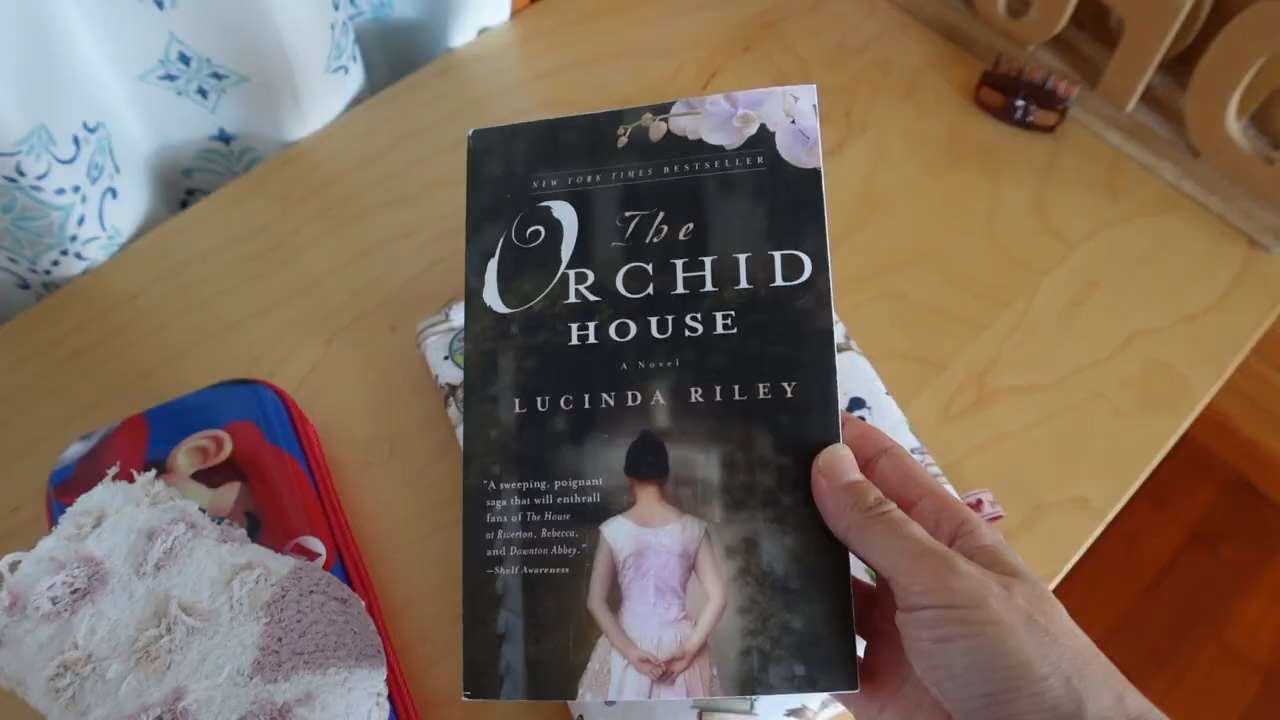 NEW YORK TIMES BESTSELLER
The
ORCHID
HOUSE
A Novel
LUCINDA RILEY
"A sweeping, poignant
saga that will enthrall
fans of The House
at Riverton, Rebecca,
and Downton Abbey."
—Shelf Awareness